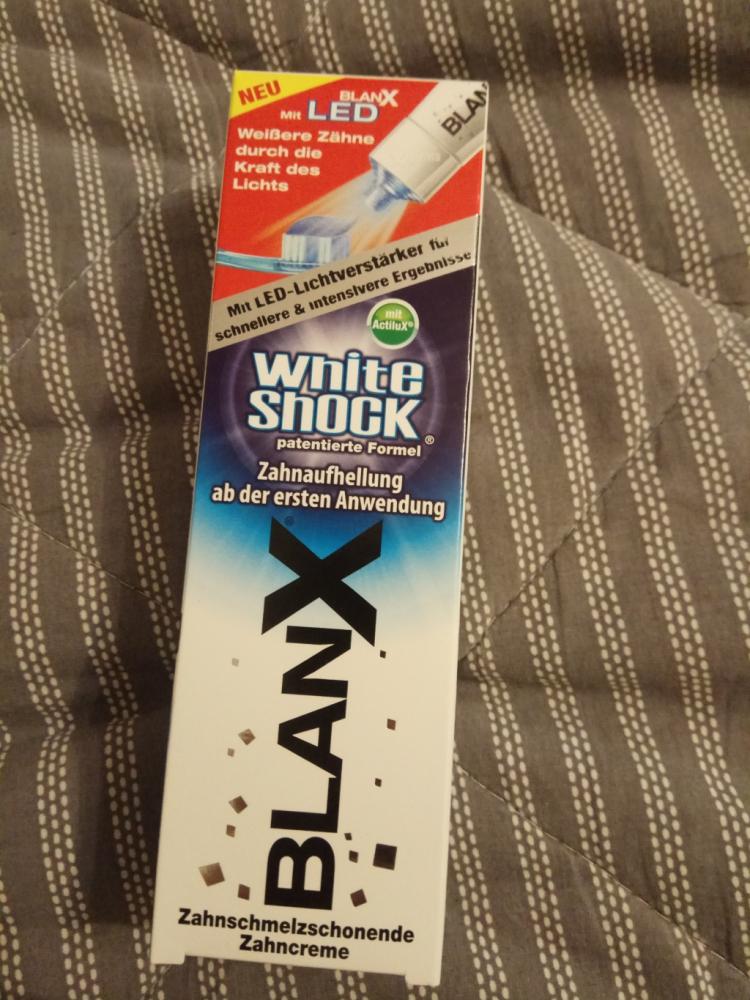 NEU
BLANX
Mit LED
Weißere Zähne
durch die
Kraft des
Lichts
Mit LED-Lichtverstärker für
schnellere & intensivere Ergebnisse
mit
Actilux®
White
Shock
patentierte Formel ®
Zahnaufhellung
ab der ersten Anwendung
BLANX®
Zahnschmelzschonende
Zahncreme